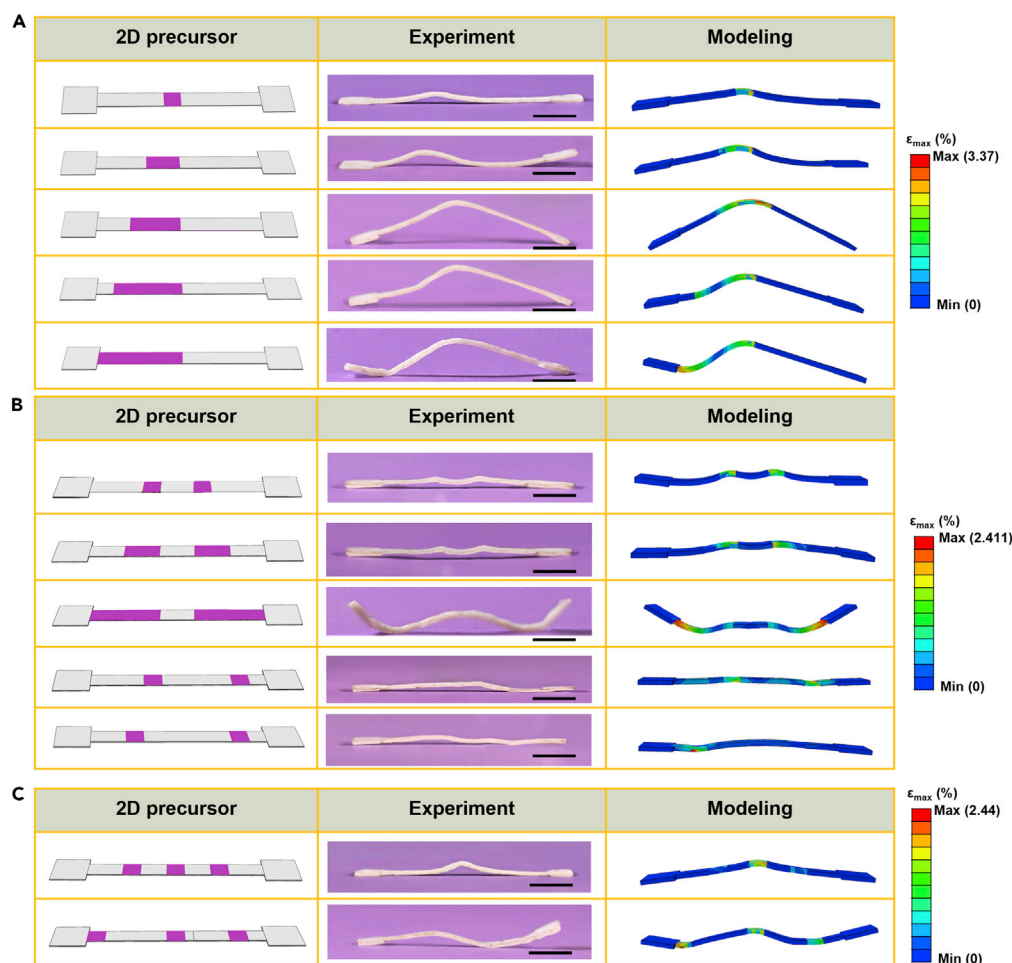 A
2D precursor Experiment Modeling
εmax (%)
Max (3.37)
Min (0)
B
2D precursor Experiment Modeling
εmax (%)
Max (2.411)
Min (0)
C
2D precursor Experiment Modeling
εmax (%)
Max (2.44)
Min (0)